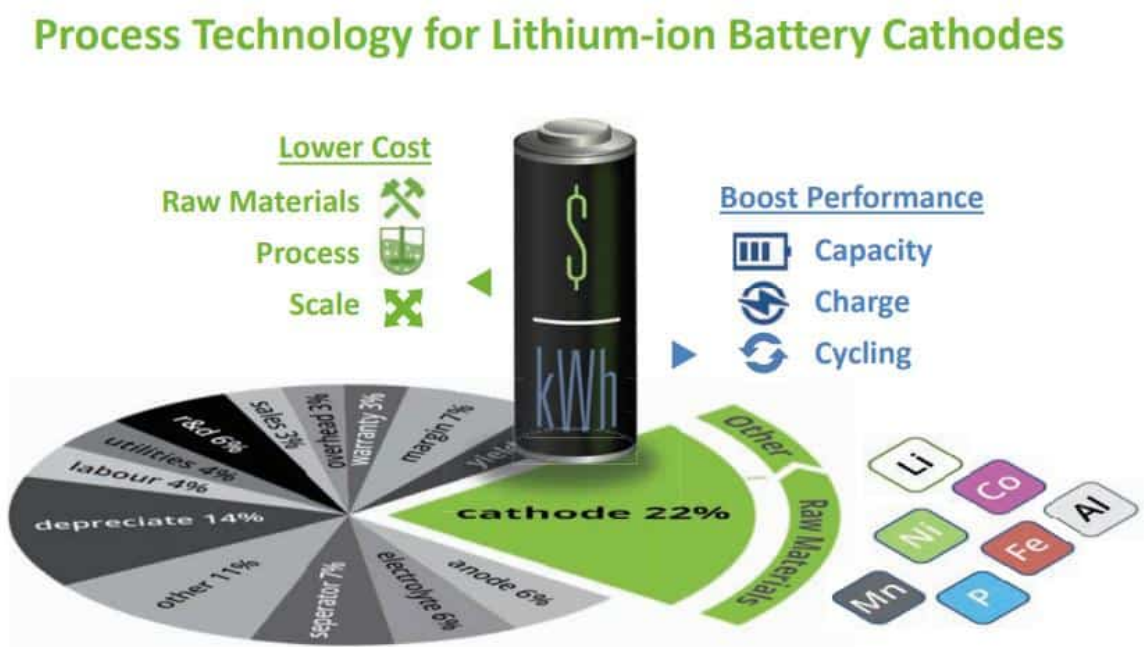 Process Technology for Lithium-ion Battery Cathodes
Lower Cost
Raw Materials
Process
Scale
$
kWh
Boost Performance
Capacity
Charge
Cycling
cathode 22%
anode 6%
electrolyte 6%
seperator 7%
other 11%
depreciate 14%
labour 4%
utilities 4%
r&d 6%
sales 3%
overhead 3%
warranty 3%
margin 7%
Other
Raw Materials
Li
Co
Al
Ni
Fe
Mn
P